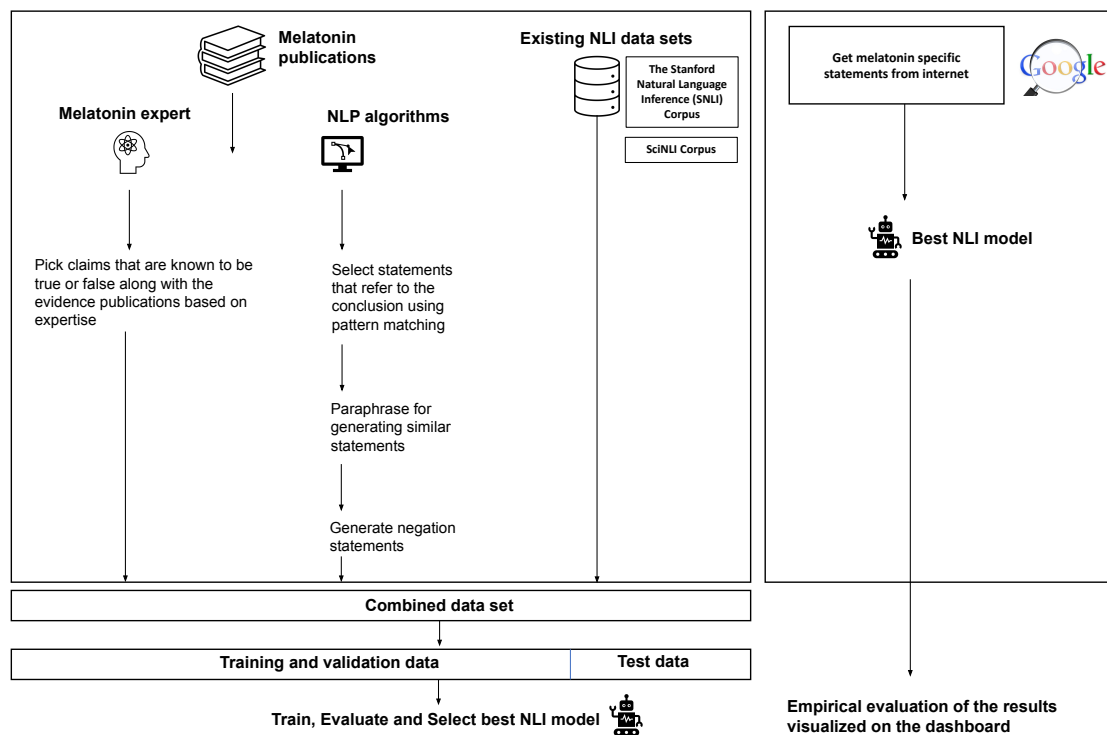 Melatonin
publications
Existing NLI data sets
The Stanford
Natural Language
Inference (SNLI)
Corpus
SciNLI Corpus
Melatonin expert
NLP algorithms
Pick claims that are known to be
true or false along with the
evidence publications based on
expertise
Select statements
that refer to the
conclusion using
pattern matching
Paraphrase for
generating similar
statements
Generate negation
statements
Combined data set
Training and validation data
Test data
Train, Evaluate and Select best NLI model
Get melatonin specific
statements from internet
Google
Best NLI model
Empirical evaluation of the results
visualized on the dashboard